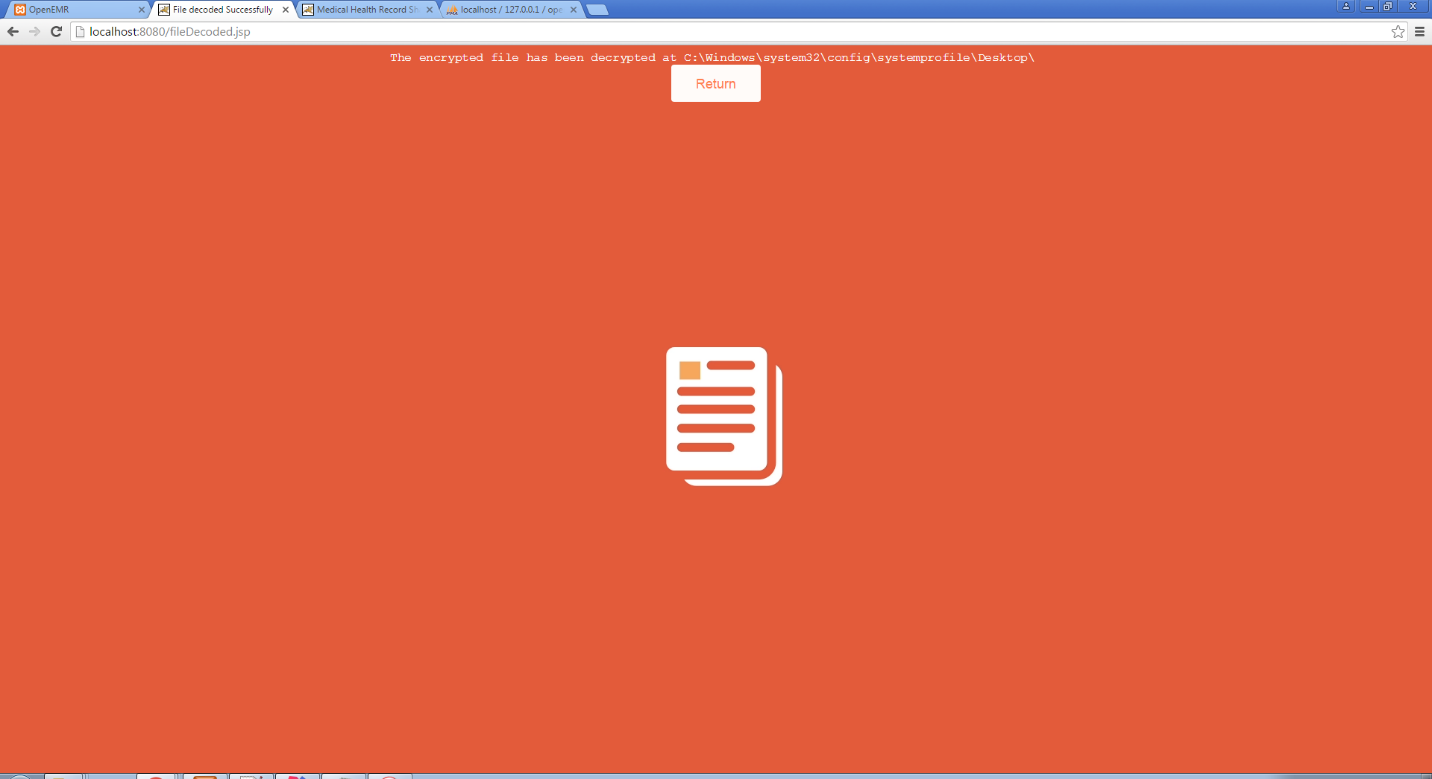 OpenEMR
File decoded Successfully
Medical Health Record Sh
localhost / 127.0.0.1 / ope
localhost:8080/fileDecoded.jsp
The encrypted file has been decrypted at C:\Windows\system32\config\systemprofile\Desktop\
Return